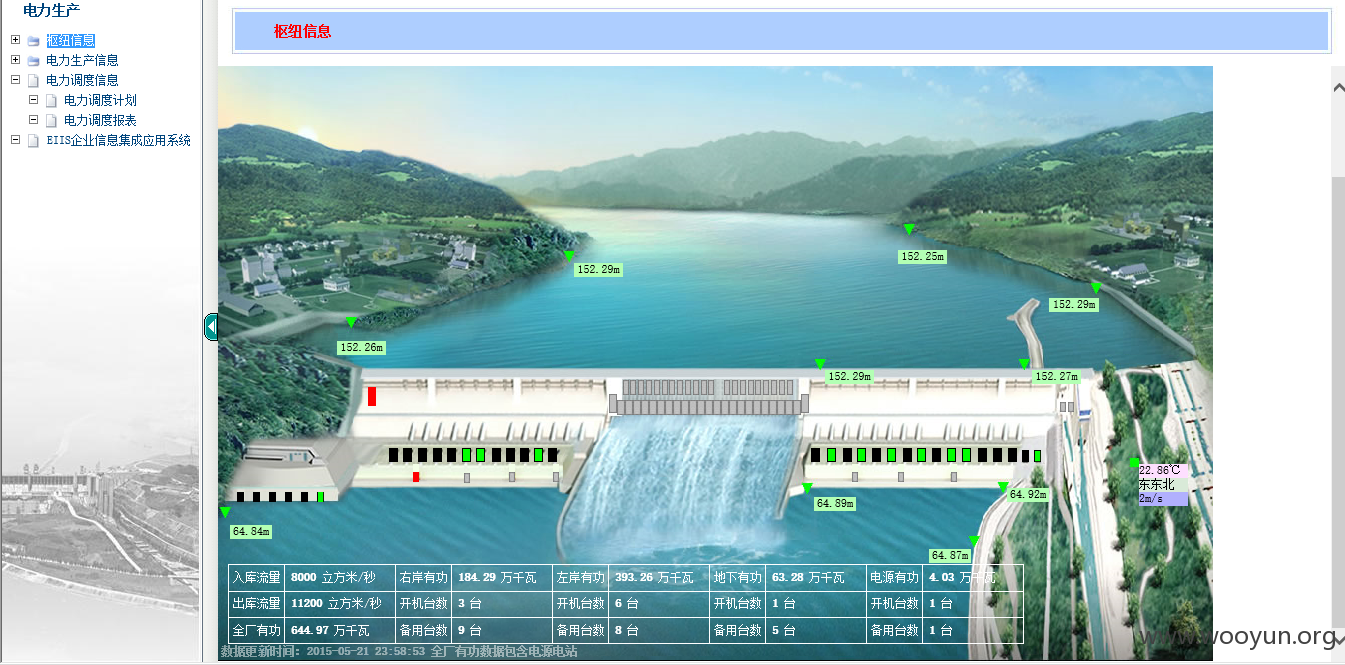 电力生产
枢纽信息
电力生产信息
电力调度信息
电力调度计划
电力调度报表
EIIS企业信息集成应用系统
枢纽信息
152.25m
152.29m
152.29m
152.26m
152.29m
152.27m
22.86℃
东东北
2m/s
64.92m
64.89m
64.84m
64.87m
入库流量 8000 立方米/秒 右岸有功 184.29 万千瓦 左岸有功 393.26 万千瓦 地下有功 63.28 万千瓦 电源有功 4.03 万千瓦
出库流量 11200 立方米/秒 开机台数 3 台 开机台数 6 台 开机台数 1 台 开机台数 1 台
全厂有功 644.97 万千瓦 备用台数 9 台 备用台数 8 台 备用台数 5 台 备用台数 1 台
数据更新时间: 2015-05-21 23:58:53 全厂有功数据包含电源电站
www.wooyun.org